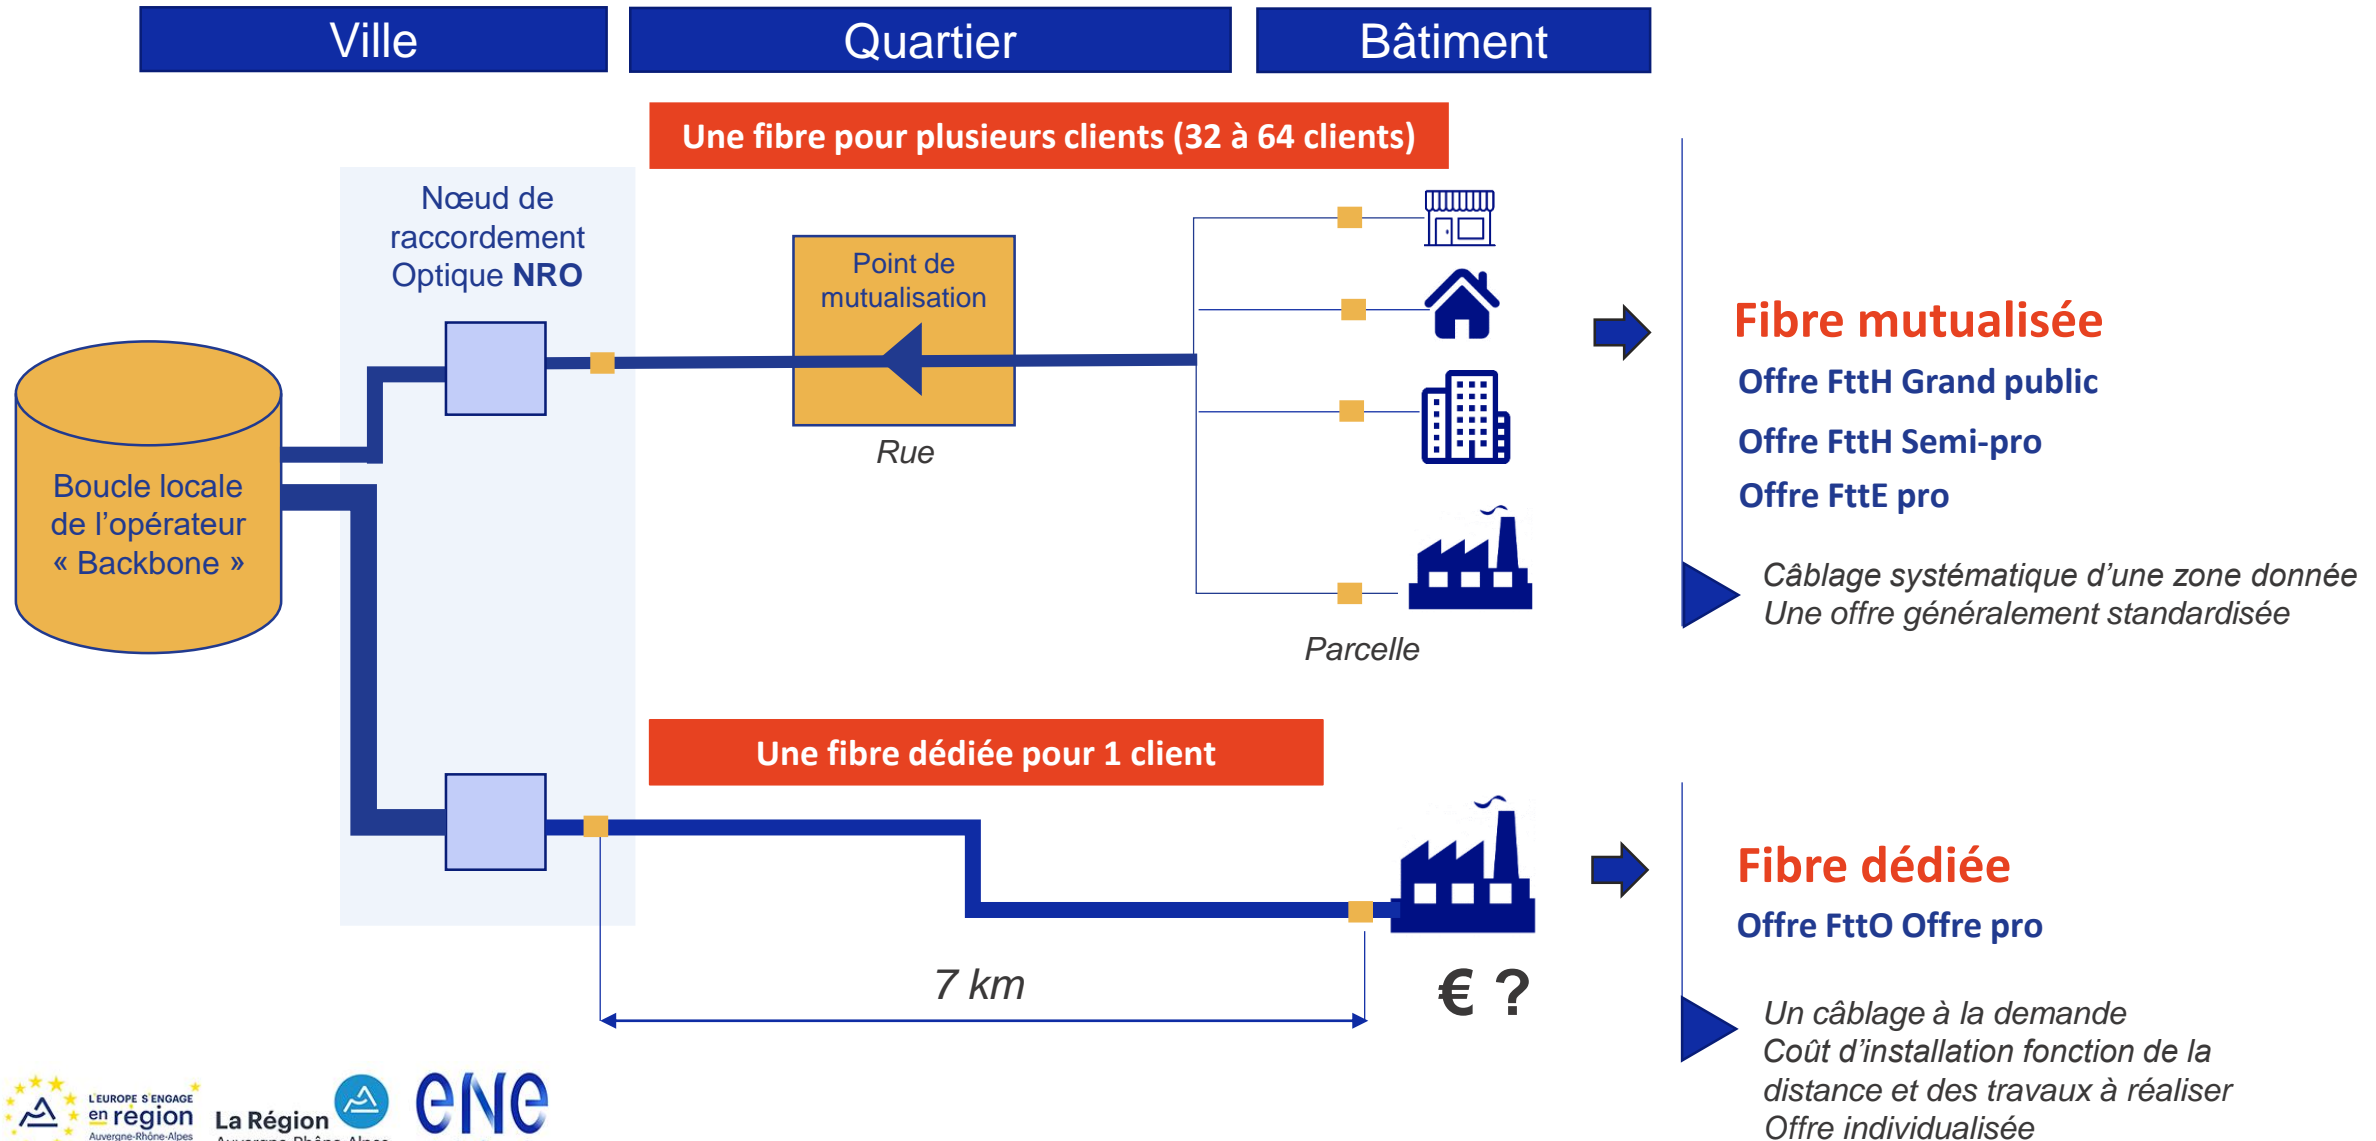 Ville
Quartier
Bâtiment
Une fibre pour plusieurs clients (32 à 64 clients)
Nœud de
raccordement
Optique NRO
Point de
mutualisation
Rue
Boucle locale
de l'opérateur
« Backbone »
Parcelle
Fibre mutualisée
Offre FttH Grand public
Offre FttH Semi-pro
Offre FttE pro
Câblage systématique d'une zone donnée
Une offre généralement standardisée
Une fibre dédiée pour 1 client
7 km
€ ?
Fibre dédiée
Offre FttO Offre pro
Un câblage à la demande
Coût d'installation fonction de la
distance et des travaux à réaliser
Offre individualisée
L'EUROPE S'ENGAGE
en région
Auvergne-Rhône-Alpes
La Région
Auvergne-Rhône-Alpes
ene